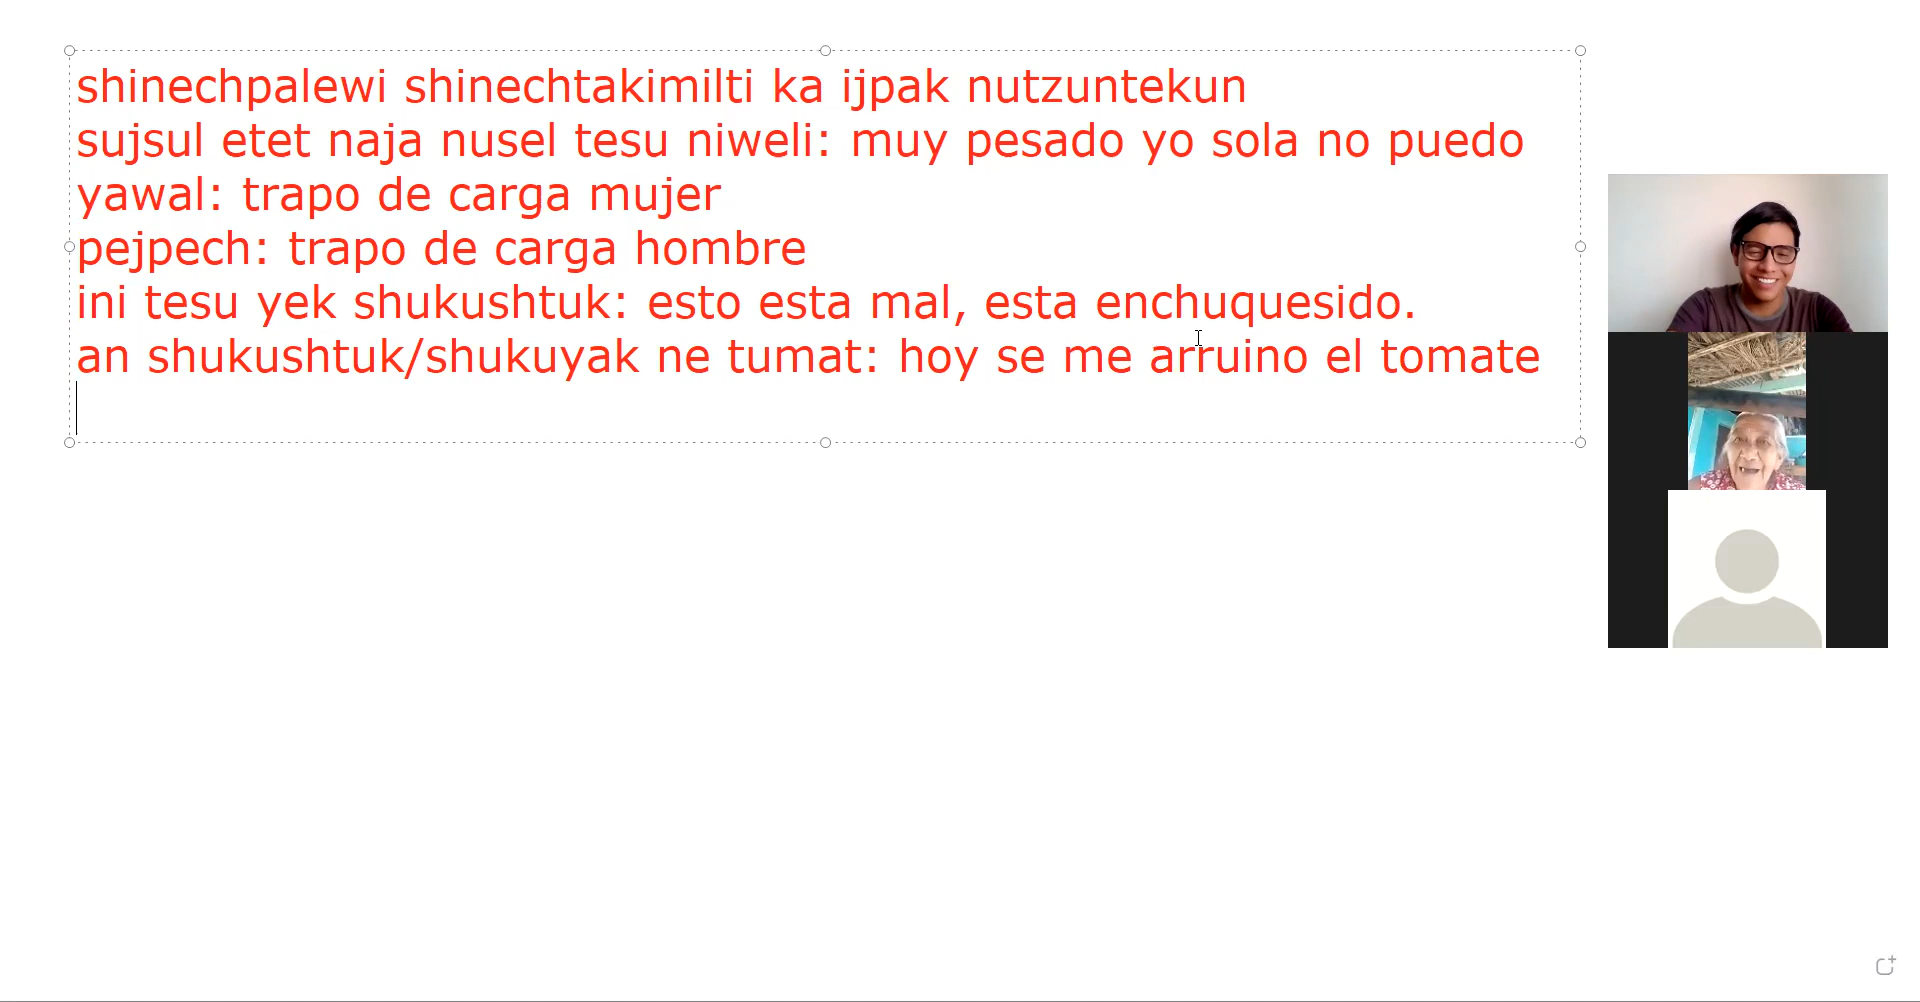 shinechpalewi shinechtakimilti ka ijpak nutzuntekun
sujsul etet naja nusel tesu niweli: muy pesado yo sola no puedo
yawal: trapo de carga mujer
pejpech: trapo de carga hombre
ini tesu yek shukushtuk: esto esta mal, esta enchuquesido.
an shukushtuk/shukuyak ne tumat: hoy se me arruino el tomate